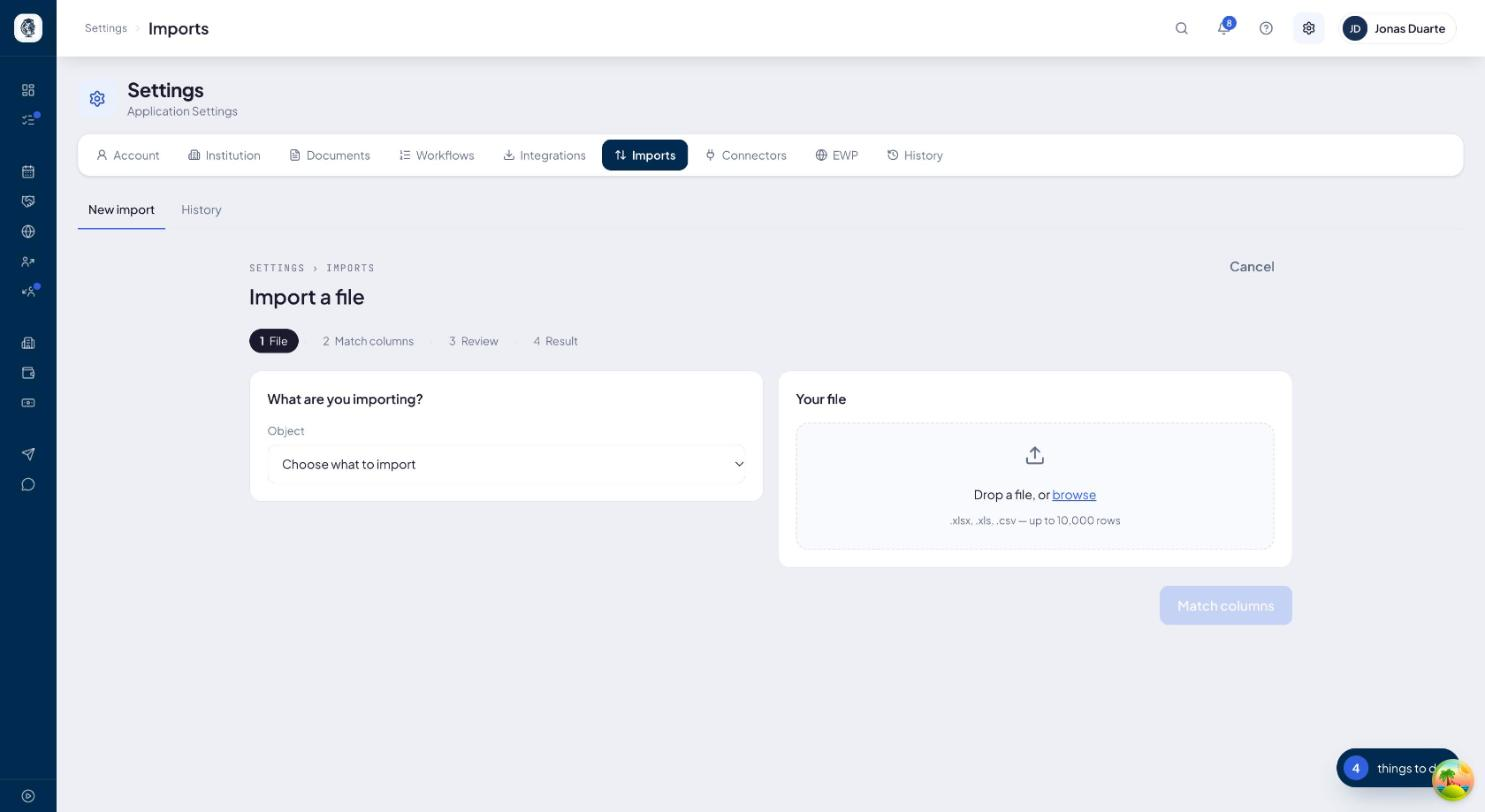 Settings
Imports
8
JD
Jonas Duarte
Settings
Application Settings
Account
Institution
Documents
Workflows
Integrations
Imports
Connectors
EWP
History
New import
History
SETTINGS › IMPORTS
Cancel
Import a file
1 File
2 Match columns
3 Review
4 Result
What are you importing?
Object
Choose what to import
Your file
Drop a file, or browse
.xlsx, .xls, .csv — up to 10.000 rows
Match columns
4 things to